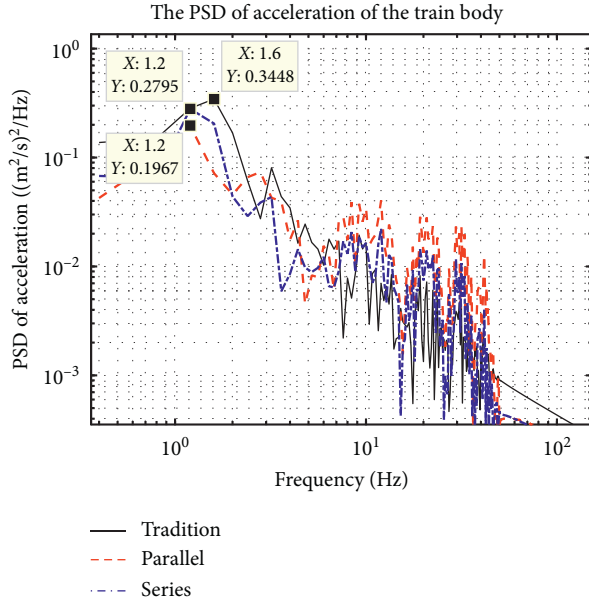 The PSD of acceleration of the train body
PSD of acceleration ((m²/s)²/Hz)
10⁰
10⁻¹
10⁻²
10⁻³
X: 1.2
Y: 0.2795
X: 1.6
Y: 0.3448
X: 1.2
Y: 0.1967
10⁰
10¹
10²
Frequency (Hz)
Tradition
Parallel
Series